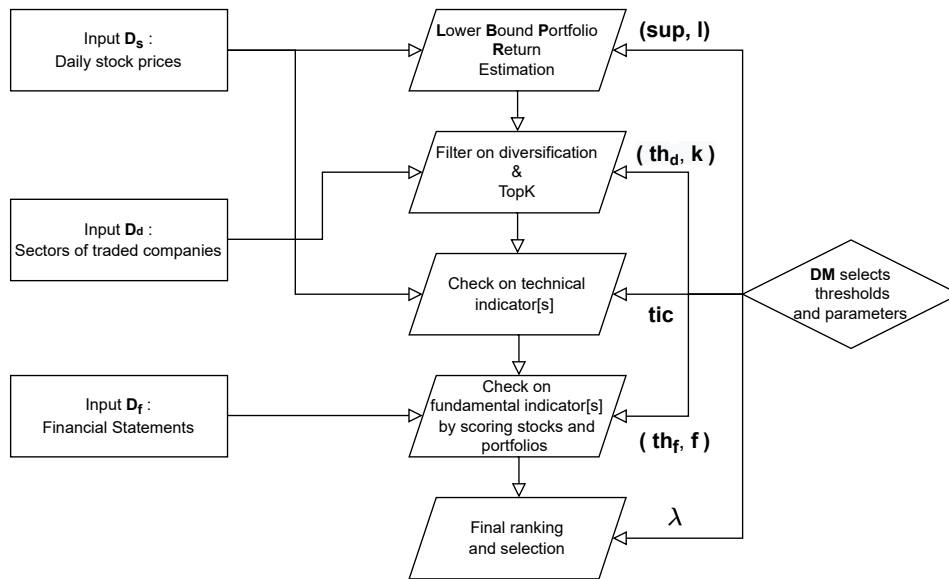 Input Ds :
Daily stock prices
Lower Bound Portfolio
Return
Estimation
(sup, l)
Filter on diversification
&
TopK
( thd, k )
Input Dd :
Sectors of traded companies
Check on technical
indicator[s]
tic
DM selects
thresholds
and parameters
Input Df :
Financial Statements
Check on
fundamental indicator[s]
by scoring stocks and
portfolios
( thf, f )
Final ranking
and selection
λ